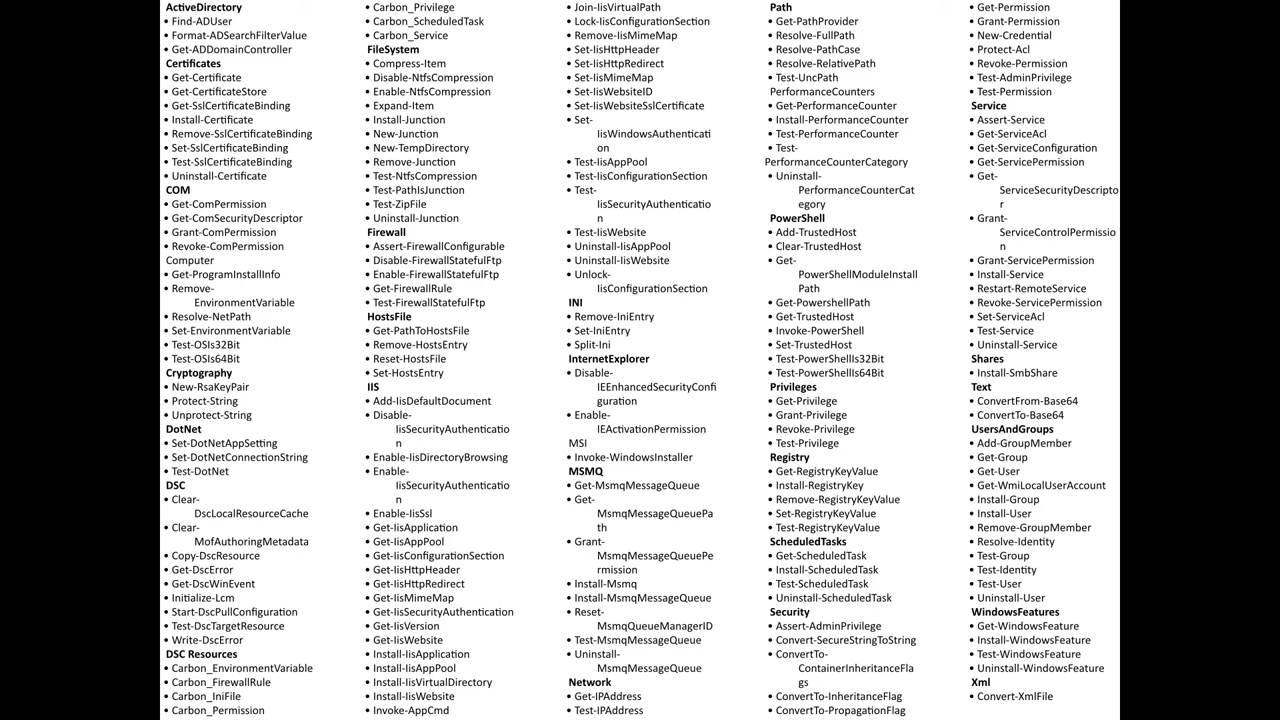 ActiveDirectory
• Find-ADUser
• Format-ADSearchFilterValue
• Get-ADDomainController
Certificates
• Get-Certificate
• Get-CertificateStore
• Get-SslCertificateBinding
• Install-Certificate
• Remove-SslCertificateBinding
• Set-SslCertificateBinding
• Test-SslCertificateBinding
• Uninstall-Certificate
COM
• Get-ComPermission
• Get-ComSecurityDescriptor
• Grant-ComPermission
• Revoke-ComPermission
Computer
• Get-ProgramInstallInfo
• Remove-
EnvironmentVariable
• Resolve-NetPath
• Set-EnvironmentVariable
• Test-OSIs32Bit
• Test-OSIs64Bit
Cryptography
• New-RsaKeyPair
• Protect-String
• Unprotect-String
DotNet
• Set-DotNetAppSetting
• Set-DotNetConnectionString
• Test-DotNet
DSC
• Clear-
DscLocalResourceCache
• Clear-
MofAuthoringMetadata
• Copy-DscResource
• Get-DscError
• Get-DscWinEvent
• Initialize-Lcm
• Start-DscPullConfiguration
• Test-DscTargetResource
• Write-DscError
DSC Resources
• Carbon_EnvironmentVariable
• Carbon_FirewallRule
• Carbon_IniFile
• Carbon_Permission
• Carbon_Privilege
• Carbon_ScheduledTask
• Carbon_Service
FileSystem
• Compress-Item
• Disable-NtfsCompression
• Enable-NtfsCompression
• Expand-Item
• Install-Junction
• New-Junction
• New-TempDirectory
• Remove-Junction
• Test-NtfsCompression
• Test-PathIsJunction
• Test-ZipFile
• Uninstall-Junction
Firewall
• Assert-FirewallConfigurable
• Disable-FirewallStatefulFtp
• Enable-FirewallStatefulFtp
• Get-FirewallRule
• Test-FirewallStatefulFtp
HostsFile
• Get-PathToHostsFile
• Remove-HostsEntry
• Reset-HostsFile
• Set-HostsEntry
IIS
• Add-IisDefaultDocument
• Disable-
IisSecurityAuthenticatio
n
• Enable-IisDirectoryBrowsing
• Enable-
IisSecurityAuthenticatio
n
• Enable-IisSsl
• Get-IisApplication
• Get-IisAppPool
• Get-IisConfigurationSection
• Get-IisHttpHeader
• Get-IisHttpRedirect
• Get-IisMimeMap
• Get-IisSecurityAuthentication
• Get-IisVersion
• Get-IisWebsite
• Install-IisApplication
• Install-IisAppPool
• Install-IisVirtualDirectory
• Install-IisWebsite
• Invoke-AppCmd
• Join-IisVirtualPath
• Lock-IisConfigurationSection
• Remove-IisMimeMap
• Set-IisHttpHeader
• Set-IisHttpRedirect
• Set-IisMimeMap
• Set-IisWebsiteID
• Set-IisWebsiteSslCertificate
• Set-
IisWindowsAuthenticati
on
• Test-IisAppPool
• Test-IisConfigurationSection
• Test-
IisSecurityAuthenticatio
n
• Test-IisWebsite
• Uninstall-IisAppPool
• Uninstall-IisWebsite
• Unlock-
IisConfigurationSection
INI
• Remove-IniEntry
• Set-IniEntry
• Split-Ini
InternetExplorer
• Disable-
IEEnhancedSecurityConfi
guration
• Enable-
IEActivationPermission
MSI
• Invoke-WindowsInstaller
MSMQ
• Get-MsmqMessageQueue
• Get-
MsmqMessageQueuePa
th
• Grant-
MsmqMessageQueuePe
rmission
• Install-Msmq
• Install-MsmqMessageQueue
• Reset-
MsmqQueueManagerID
• Test-MsmqMessageQueue
• Uninstall-
MsmqMessageQueue
Network
• Get-IPAddress
• Test-IPAddress
Path
• Get-PathProvider
• Resolve-FullPath
• Resolve-PathCase
• Resolve-RelativePath
• Test-UncPath
PerformanceCounters
• Get-PerformanceCounter
• Install-PerformanceCounter
• Test-PerformanceCounter
• Test-
PerformanceCounterCategory
• Uninstall-
PerformanceCounterCat
egory
PowerShell
• Add-TrustedHost
• Clear-TrustedHost
• Get-
PowerShellModuleInstall
Path
• Get-PowershellPath
• Get-TrustedHost
• Invoke-PowerShell
• Set-TrustedHost
• Test-PowerShellIs32Bit
• Test-PowerShellIs64Bit
Privileges
• Get-Privilege
• Grant-Privilege
• Revoke-Privilege
• Test-Privilege
Registry
• Get-RegistryKeyValue
• Install-RegistryKey
• Remove-RegistryKeyValue
• Set-RegistryKeyValue
• Test-RegistryKeyValue
ScheduledTasks
• Get-ScheduledTask
• Install-ScheduledTask
• Test-ScheduledTask
• Uninstall-ScheduledTask
Security
• Assert-AdminPrivilege
• Convert-SecureStringToString
• ConvertTo-
ContainerInheritanceFla
gs
• ConvertTo-InheritanceFlag
• ConvertTo-PropagationFlag
• Get-Permission
• Grant-Permission
• New-Credential
• Protect-Acl
• Revoke-Permission
• Test-AdminPrivilege
• Test-Permission
Service
• Assert-Service
• Get-ServiceAcl
• Get-ServiceConfiguration
• Get-ServicePermission
• Get-
ServiceSecurityDescripto
r
• Grant-
ServiceControlPermissio
n
• Grant-ServicePermission
• Install-Service
• Restart-RemoteService
• Revoke-ServicePermission
• Set-ServiceAcl
• Test-Service
• Uninstall-Service
Shares
• Install-SmbShare
Text
• ConvertFrom-Base64
• ConvertTo-Base64
UsersAndGroups
• Add-GroupMember
• Get-Group
• Get-User
• Get-WmiLocalUserAccount
• Install-Group
• Install-User
• Remove-GroupMember
• Resolve-Identity
• Test-Group
• Test-Identity
• Test-User
• Uninstall-User
WindowsFeatures
• Get-WindowsFeature
• Install-WindowsFeature
• Test-WindowsFeature
• Uninstall-WindowsFeature
Xml
• Convert-XmlFile